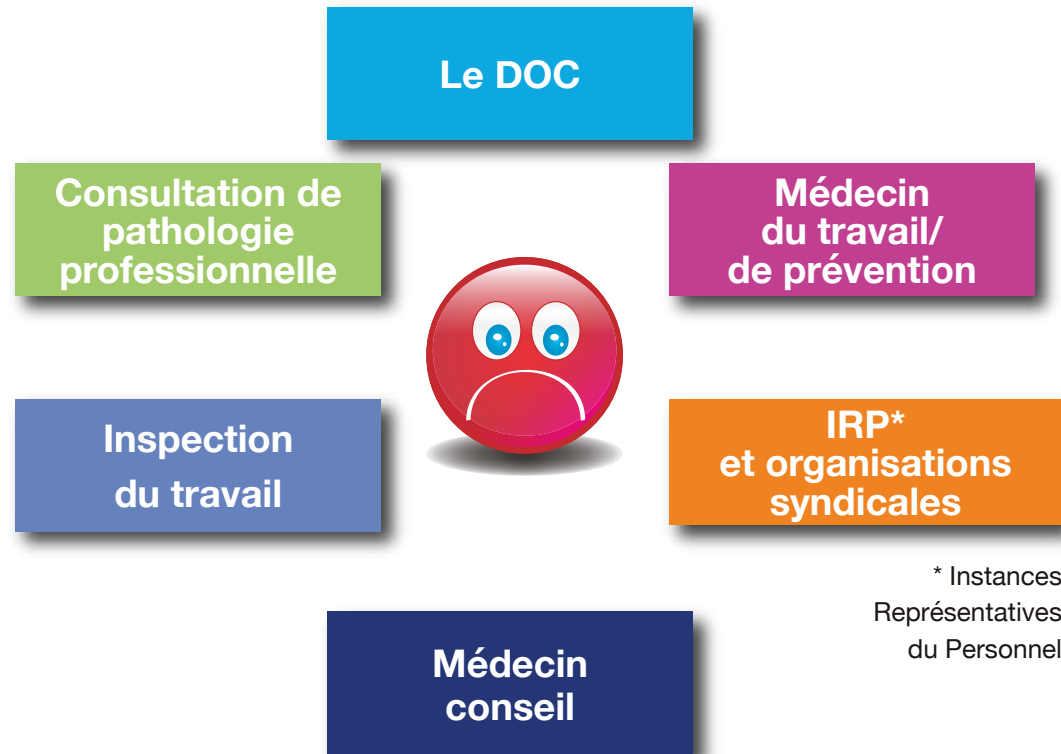 Le DOC
Consultation de
pathologie
professionnelle
Médecin
du travail/
de prévention
Inspection
du travail
IRP*
et organisations
syndicales
* Instances
Représentatives
du Personnel
Médecin
conseil